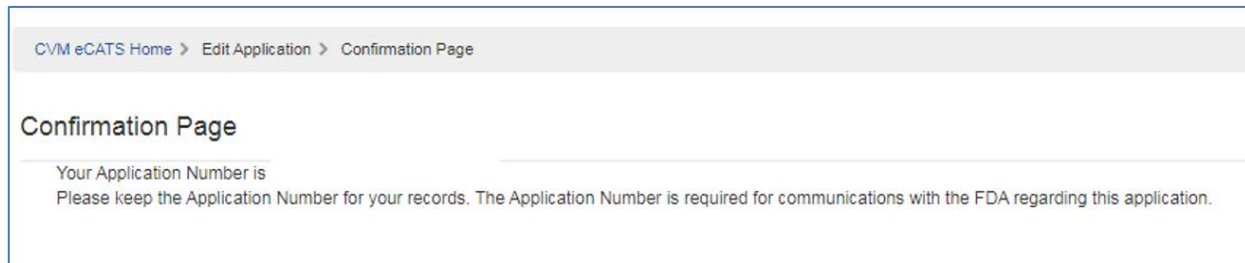 CVM eCATS Home > Edit Application > Confirmation Page
Confirmation Page
Your Application Number is
Please keep the Application Number for your records. The Application Number is required for communications with the FDA regarding this application.